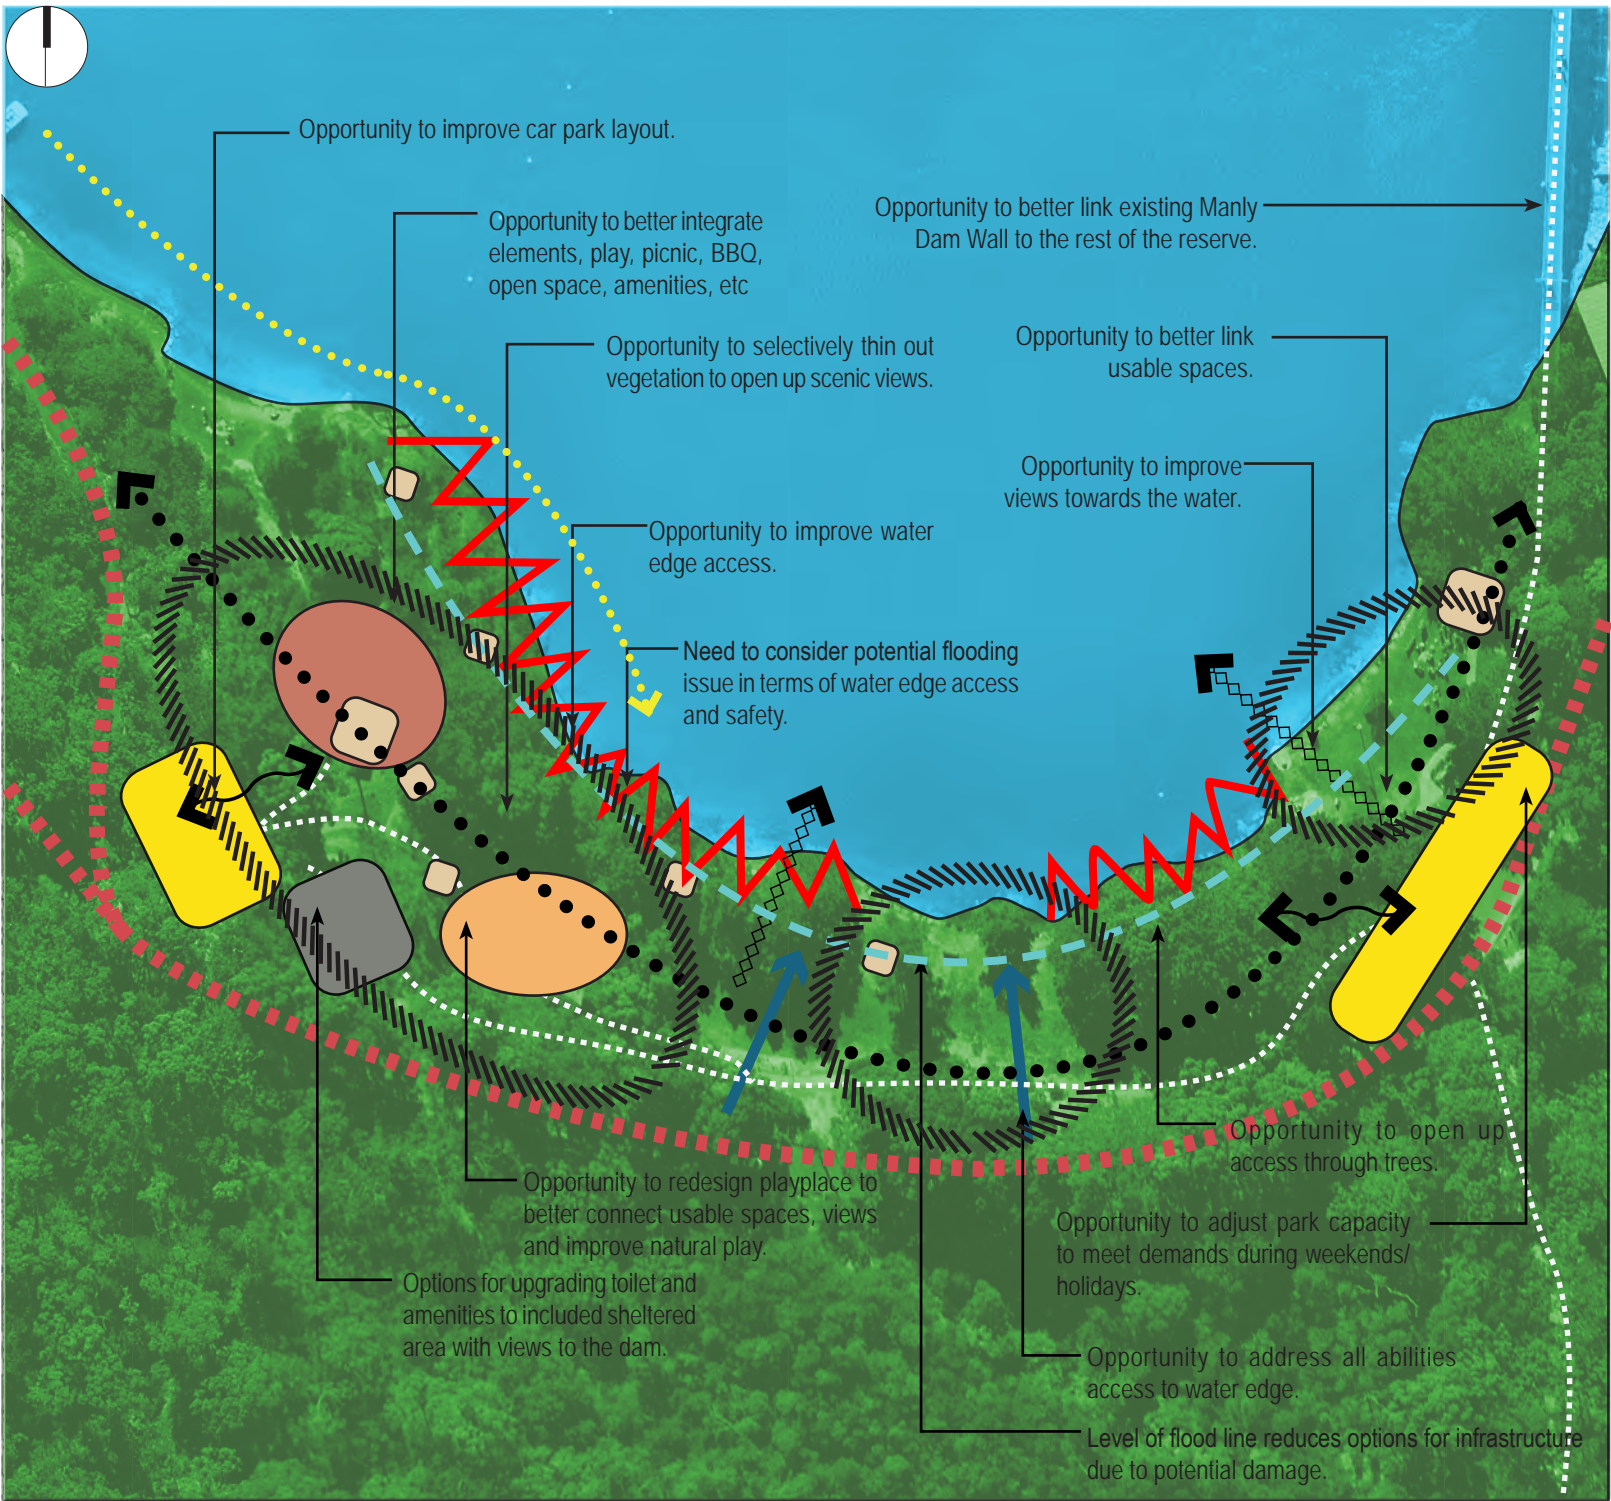 Opportunity to improve car park layout.
Opportunity to better integrate
elements, play, picnic, BBQ,
open space, amenities, etc
Opportunity to better link existing Manly
Dam Wall to the rest of the reserve.
Opportunity to selectively thin out
vegetation to open up scenic views.
Opportunity to better link
usable spaces.
Opportunity to improve
views towards the water.
Opportunity to improve water
edge access.
Need to consider potential flooding
issue in terms of water edge access
and safety.
Opportunity to open up
access through trees.
Opportunity to redesign playplace to
better connect usable spaces, views
and improve natural play.
Opportunity to adjust park capacity
to meet demands during weekends/
holidays.
Options for upgrading toilet and
amenities to included sheltered
area with views to the dam.
Opportunity to address all abilities
access to water edge.
Level of flood line reduces options for infrastructure
due to potential damage.